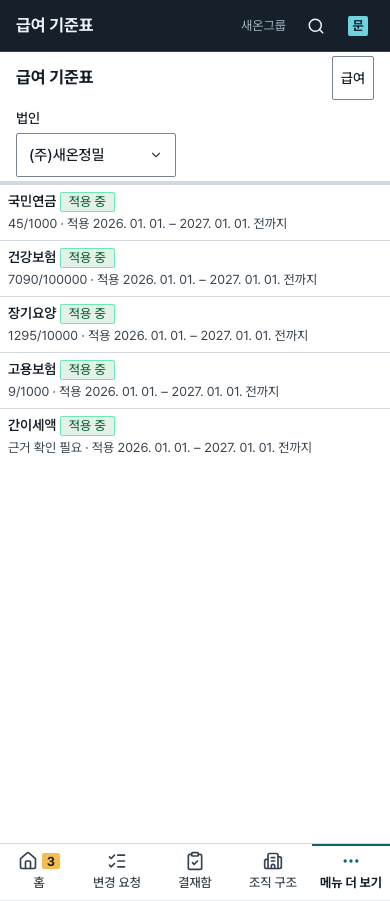 급여 기준표
새온그룹
문
급여 기준표
급여
법인
(주)새온정밀
국민연금 적용 중
45/1000 · 적용 2026. 01. 01. – 2027. 01. 01. 전까지
건강보험 적용 중
7090/100000 · 적용 2026. 01. 01. – 2027. 01. 01. 전까지
장기요양 적용 중
1295/10000 · 적용 2026. 01. 01. – 2027. 01. 01. 전까지
고용보험 적용 중
9/1000 · 적용 2026. 01. 01. – 2027. 01. 01. 전까지
간이세액 적용 중
근거 확인 필요 · 적용 2026. 01. 01. – 2027. 01. 01. 전까지
3
홈
변경 요청
결재함
조직 구조
메뉴 더 보기